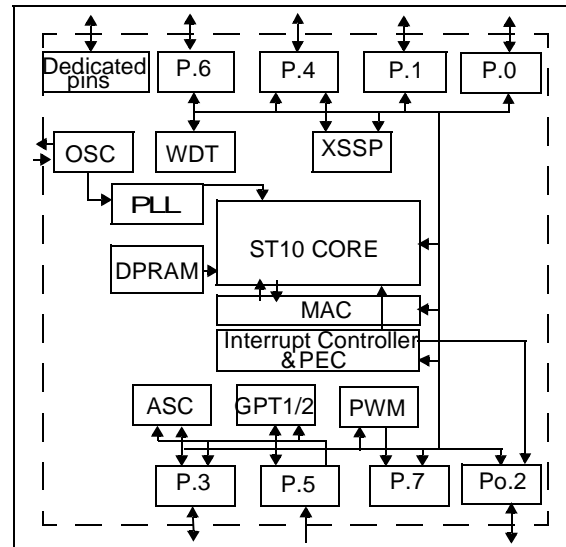 Dedicated
pins
P.6
P.4
P.1
P.0
OSC
WDT
XSSP
PLL
ST10 CORE
DPRAM
MAC
Interrupt Controller
&PEC
ASC
GPT1/2
PWM
P.3
P.5
P.7
Po.2